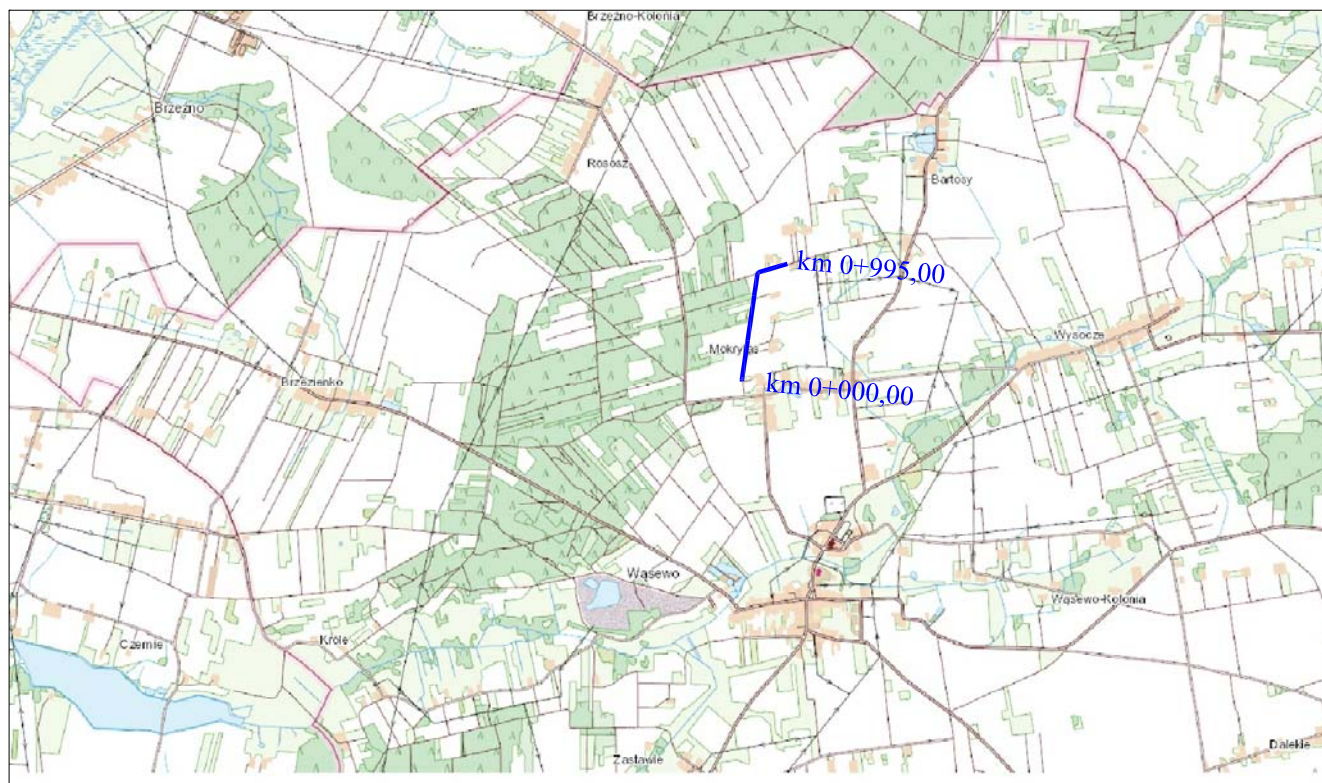 Brzeźno-Kolonia
Brzeźno
Rososz
Bartosy
km 0+995,00
Wysocze
Mokrylas
Brzezienko
km 0+000,00
Wąsewo
Wąsewo-Kolonia
Czernie
Króle
Zastawie
Dalekie